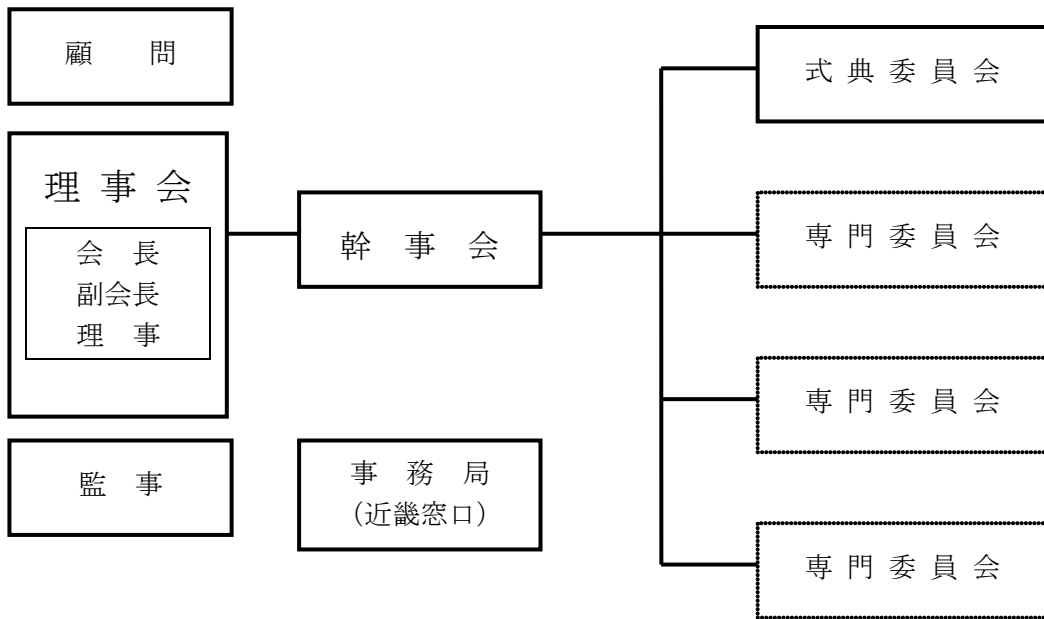 顧　問
理 事 会
会　長
副会長
理　事
監　事
幹　事　会
事　務　局
（近畿窓口）
式 典 委 員 会
専 門 委 員 会
専 門 委 員 会
専 門 委 員 会